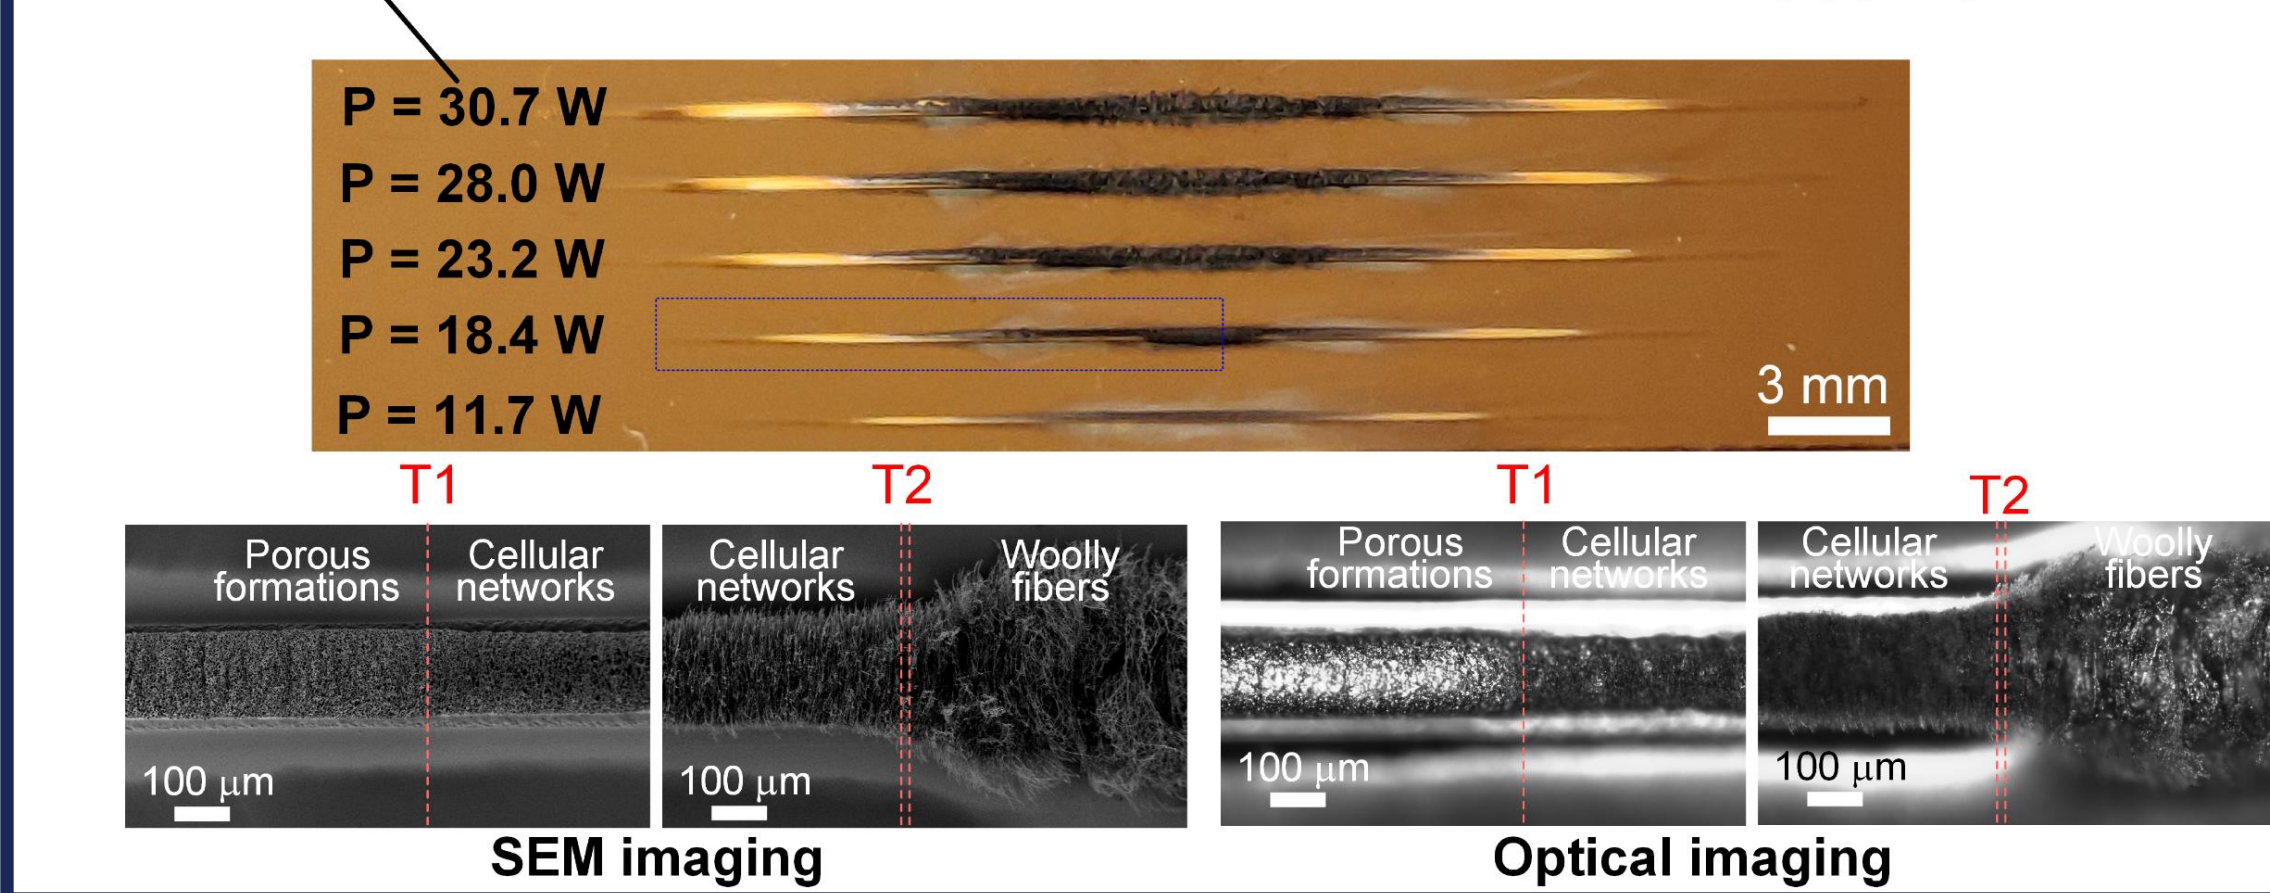 P = 30.7 W
P = 28.0 W
P = 23.2 W
P = 18.4 W
P = 11.7 W
3 mm
T1
T2
T1
T2
Porous
formations
Cellular
networks
Cellular
networks
Woolly
fibers
Porous
formations
Cellular
networks
Cellular
networks
Woolly
fibers
100 μm
100 μm
100 μm
100 μm
SEM imaging
Optical imaging